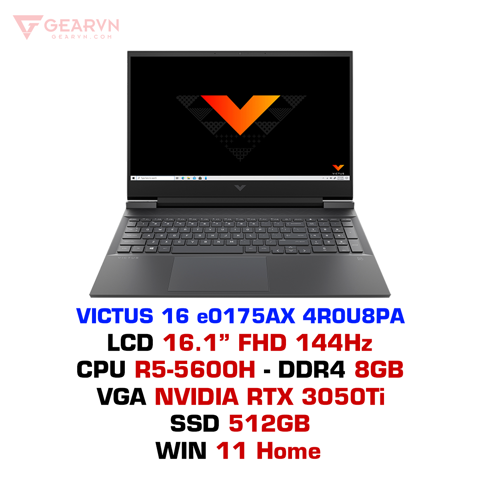 GEARVN
GEARVN.COM
VICTUS
VICTUS 16 e0175AX 4R0U8PA
LCD 16.1” FHD 144Hz
CPU R5-5600H - DDR4 8GB
VGA NVIDIA RTX 3050Ti
SSD 512GB
WIN 11 Home